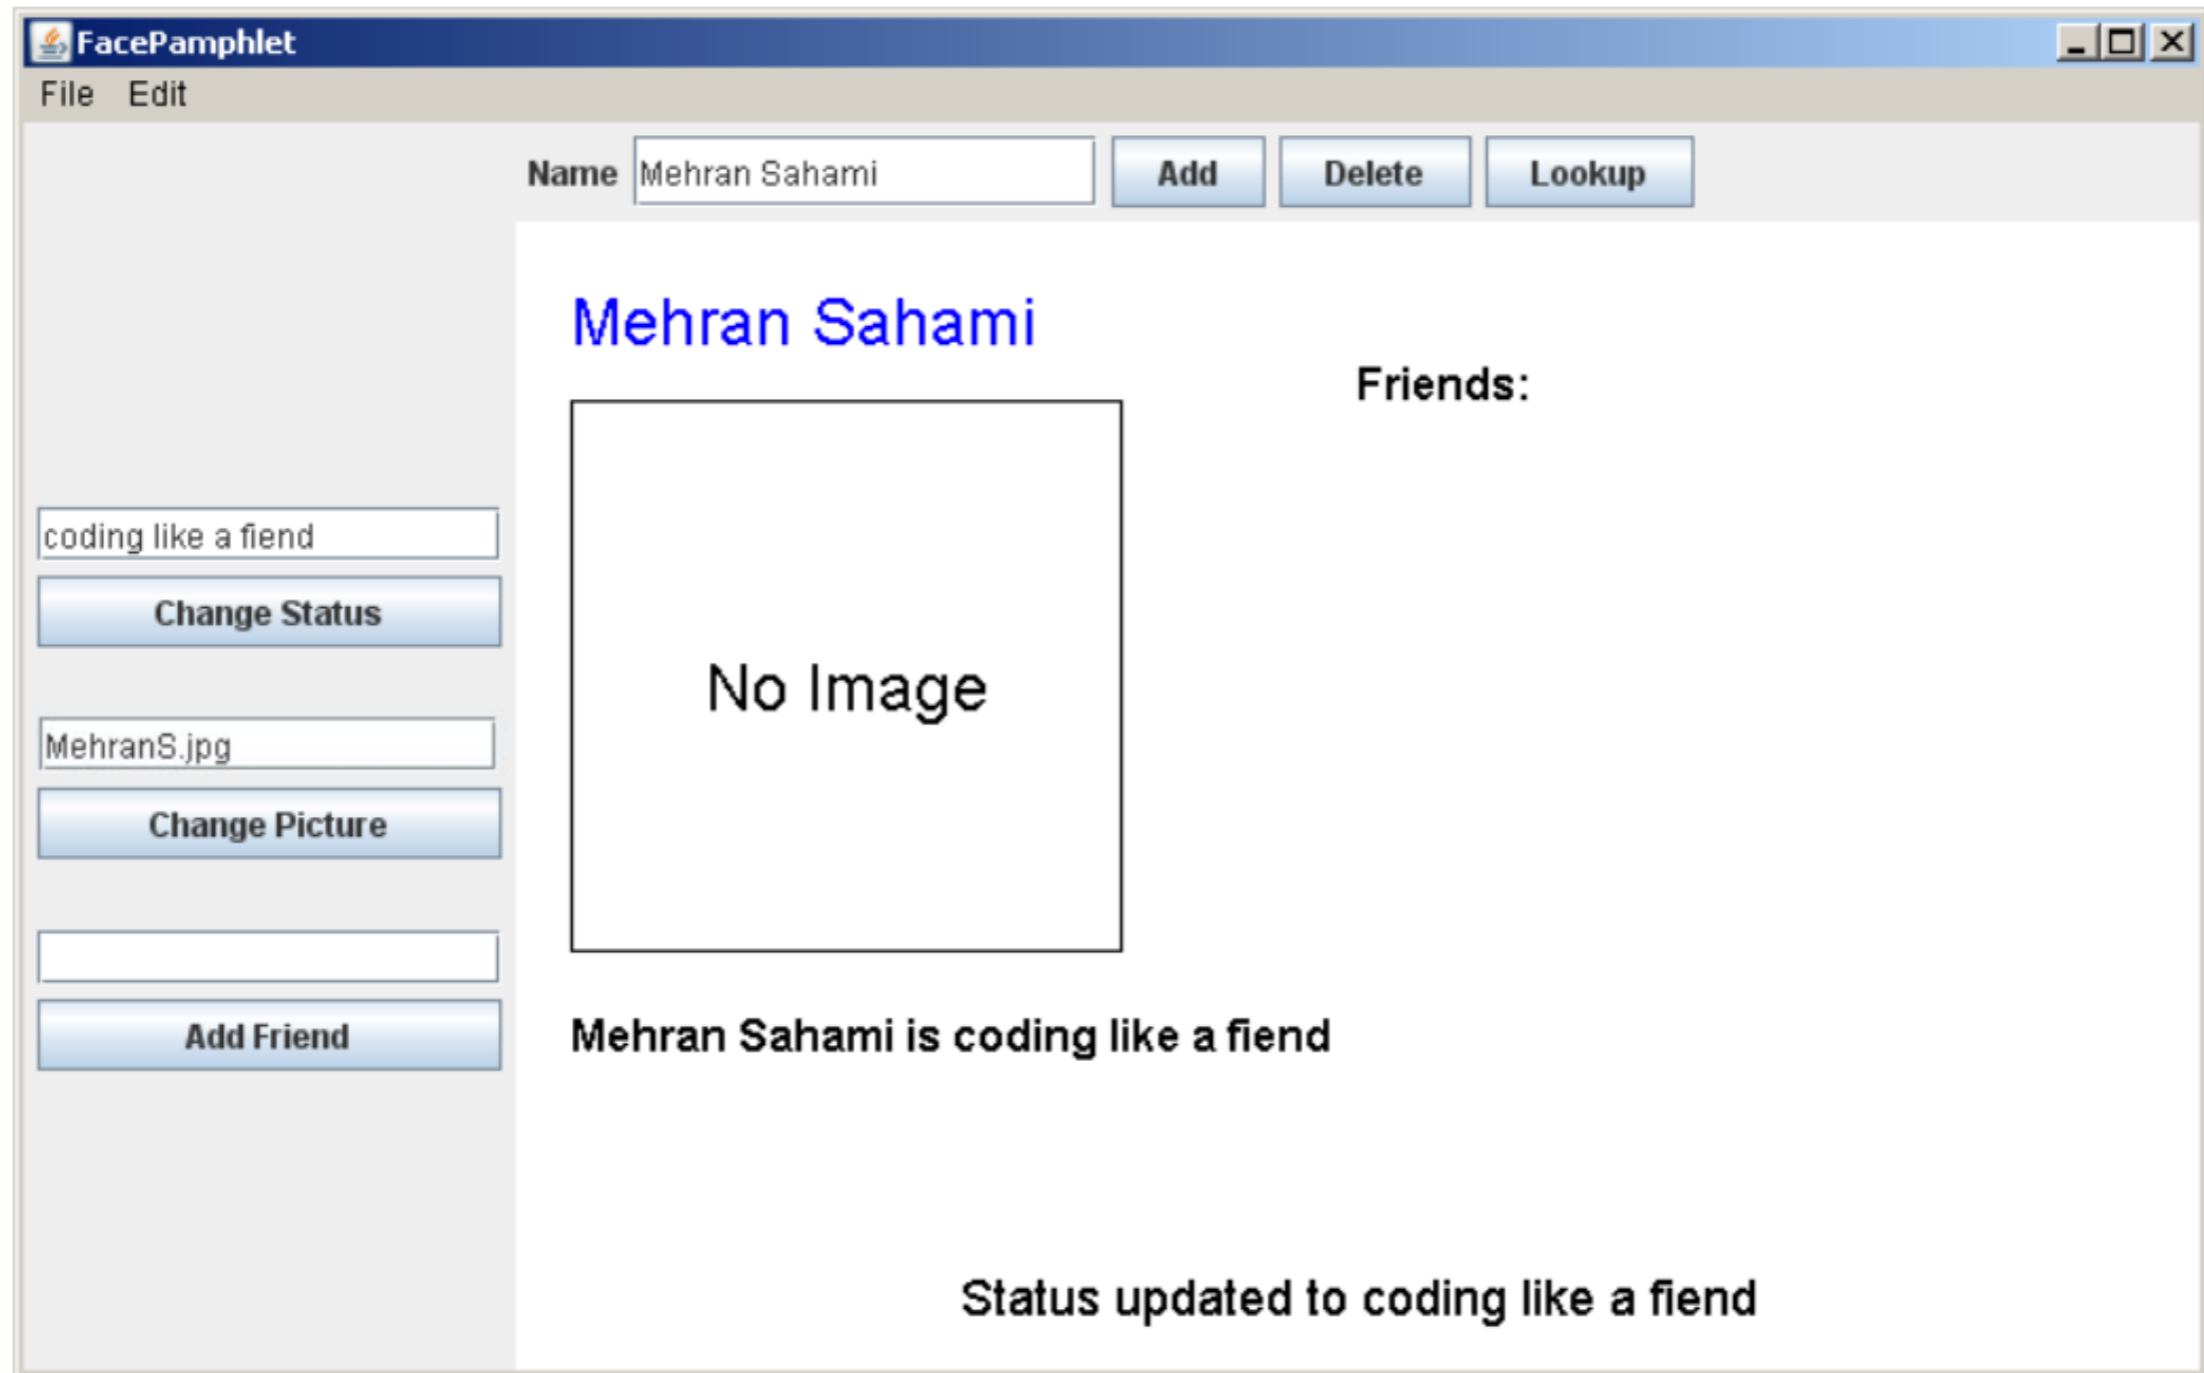 FacePamphlet
File Edit
Name Mehran Sahami Add Delete Lookup
Mehran Sahami
Friends:
coding like a fiend
Change Status
No Image
MehranS.jpg
Change Picture
Add Friend
Mehran Sahami is coding like a fiend
Status updated to coding like a fiend